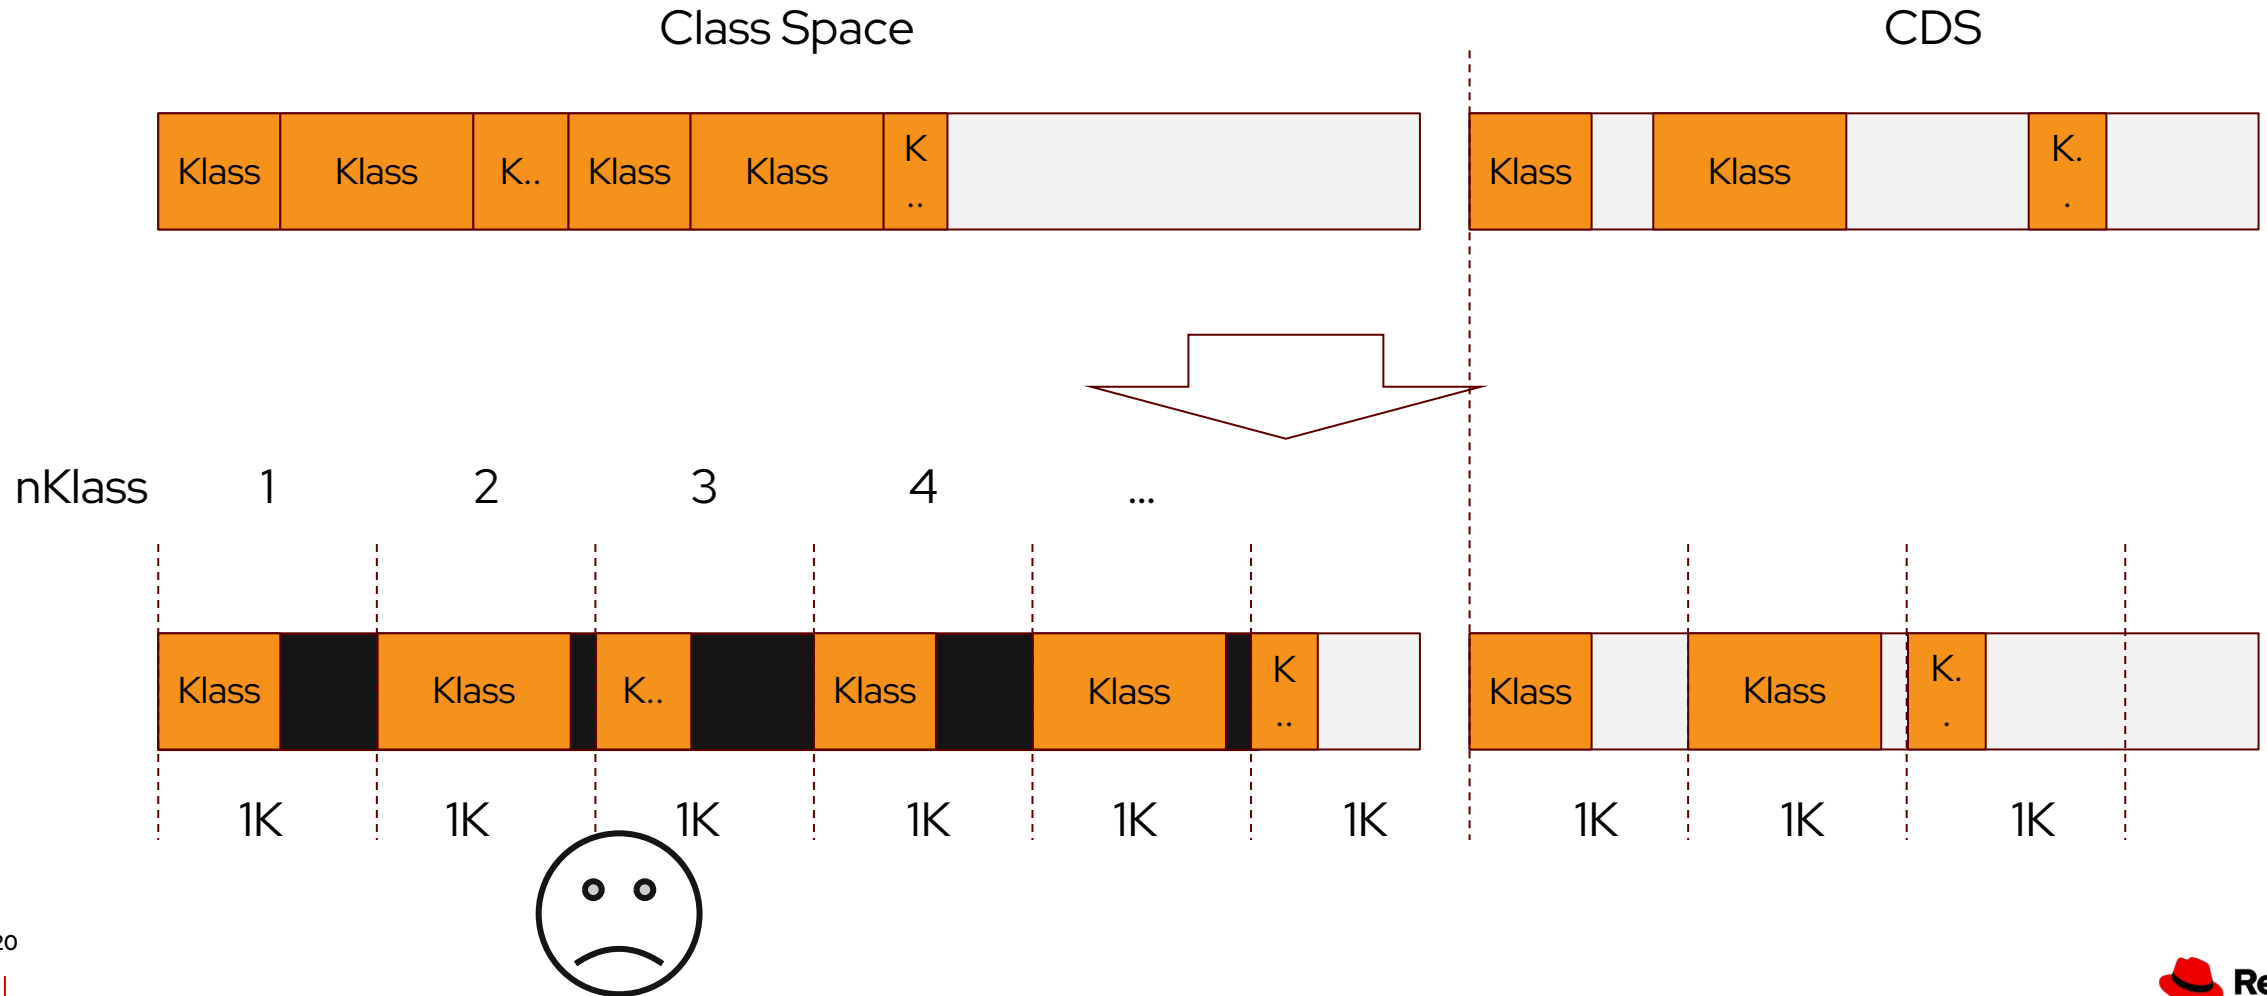 Class Space
CDS
Klass
Klass
K..
Klass
Klass
K
..
Klass
Klass
K.
.
nKlass 1 2 3 4 ...
Klass
Klass
K..
Klass
Klass
K
..
Klass
Klass
K.
.
1K 1K 1K 1K 1K 1K 1K 1K 1K
20
Re